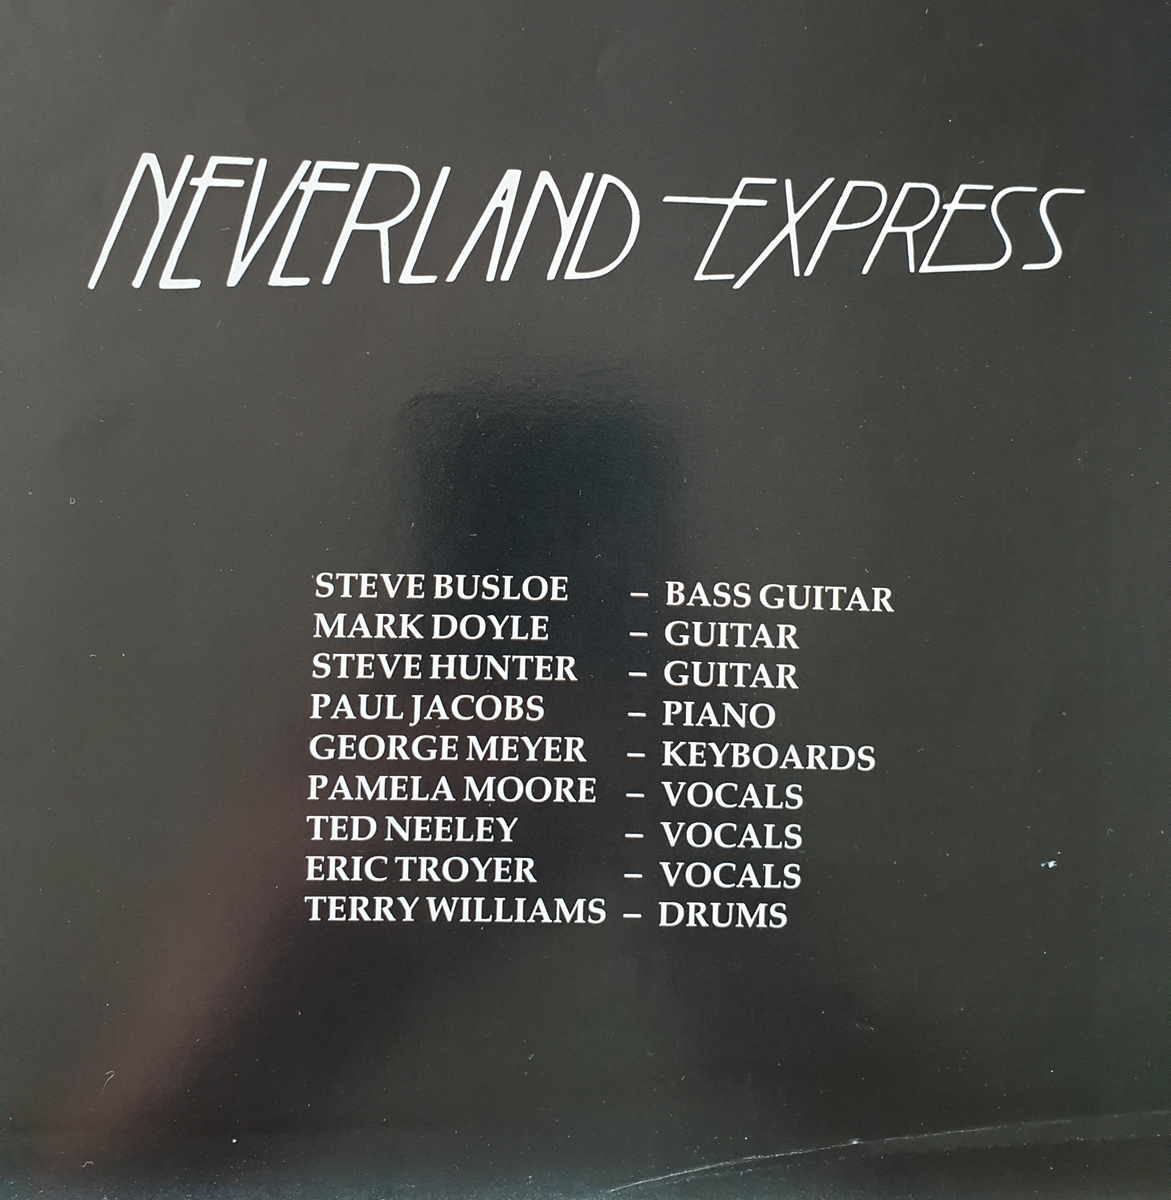 NEVERLAND EXPRESS
STEVE BUSLOE – BASS GUITAR
MARK DOYLE – GUITAR
STEVE HUNTER – GUITAR
PAUL JACOBS – PIANO
GEORGE MEYER – KEYBOARDS
PAMELA MOORE – VOCALS
TED NEELEY – VOCALS
ERIC TROYER – VOCALS
TERRY WILLIAMS – DRUMS